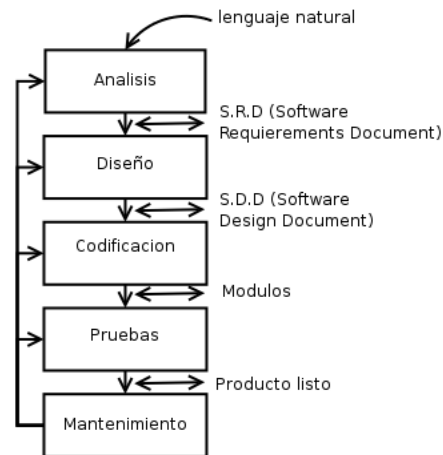 lenguaje natural
Analisis
S.R.D (Software
Requierements Document)
Diseño
S.D.D (Software
Design Document)
Codificacion
Modulos
Pruebas
Producto listo
Mantenimiento